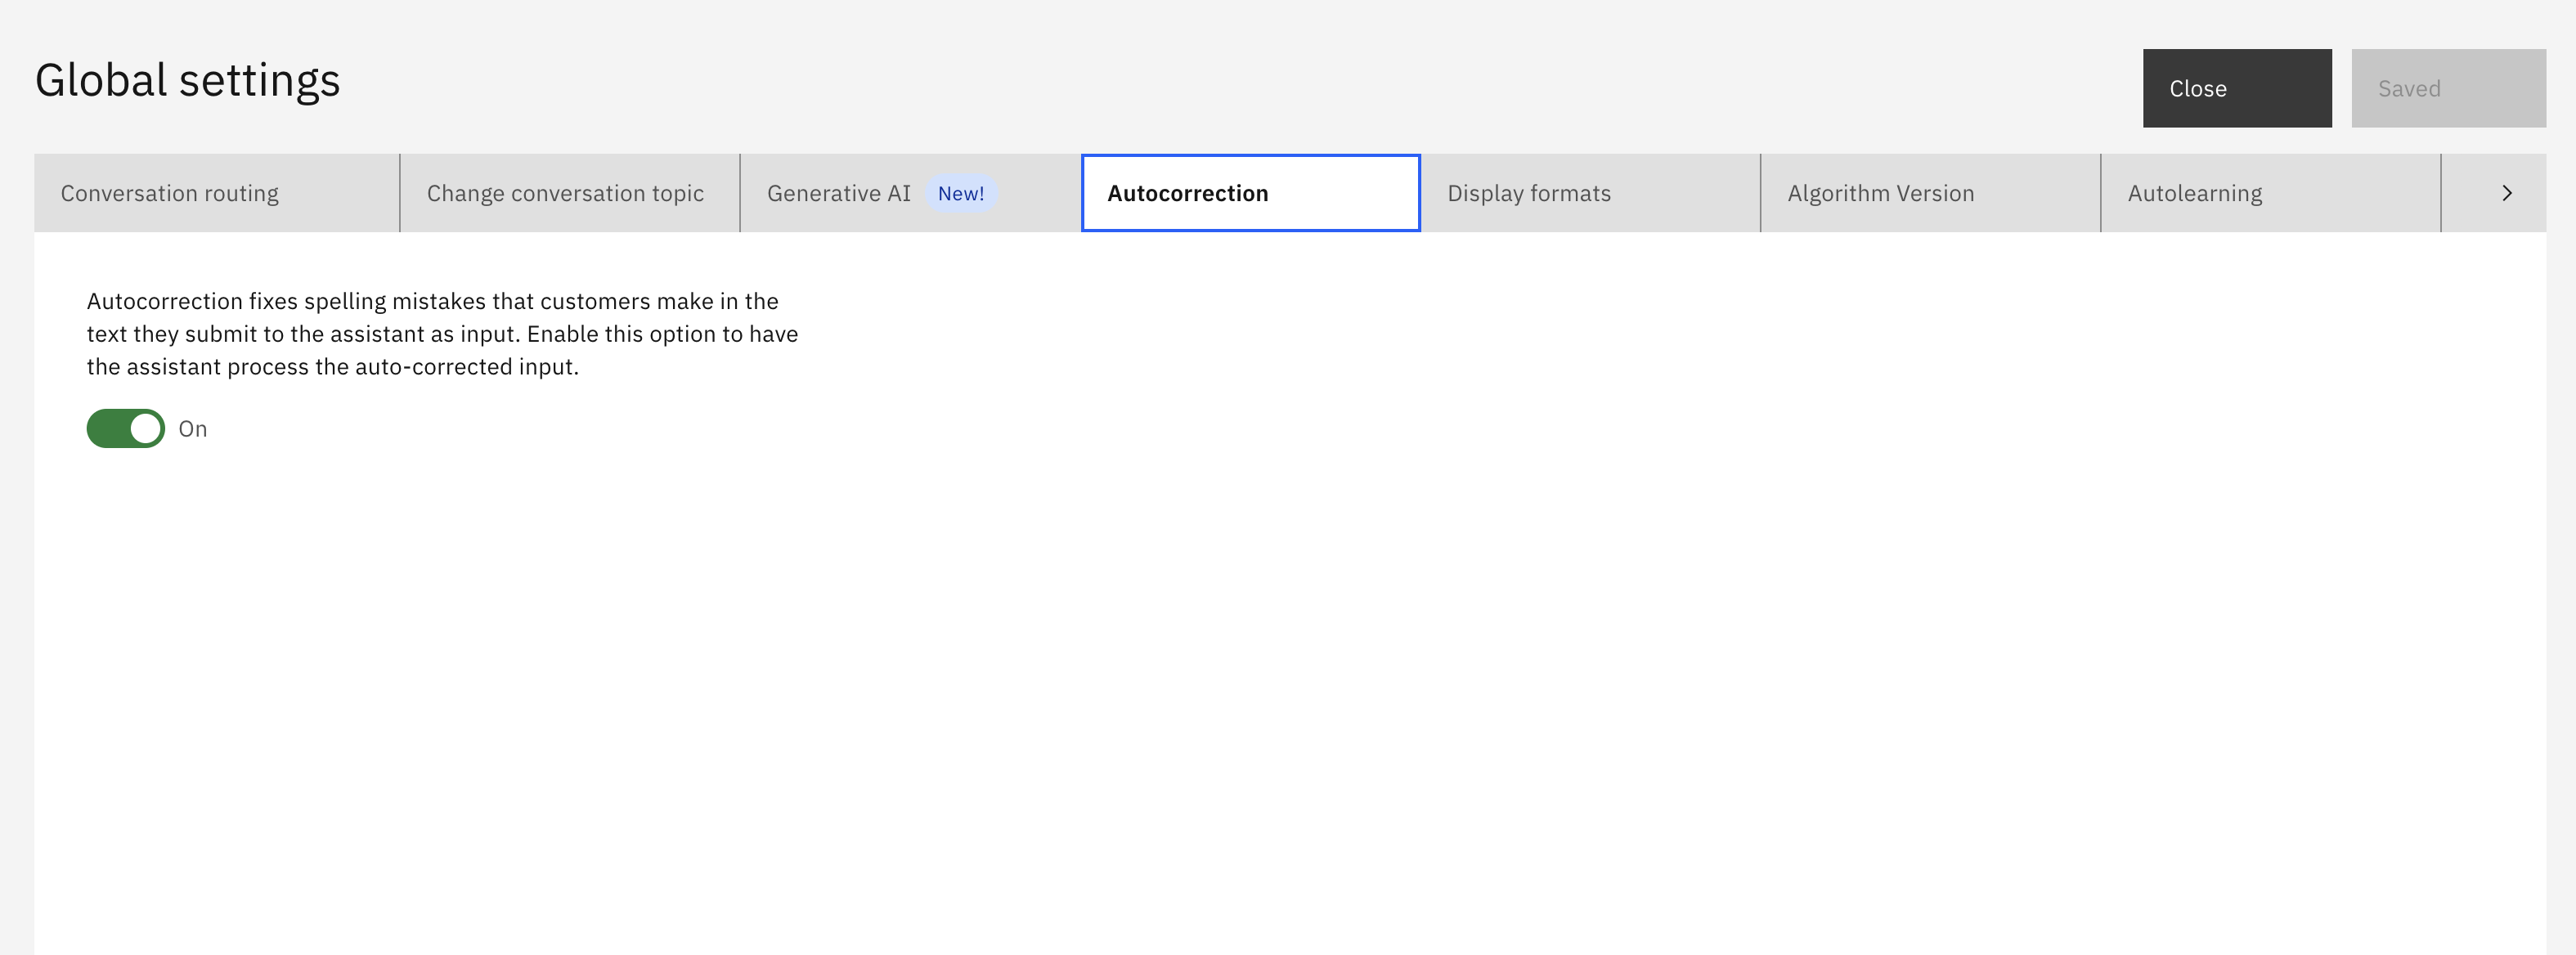 Global settings
Close
Saved
Conversation routing
Change conversation topic
Generative AI New!
Autocorrection
Display formats
Algorithm Version
Autolearning
Autocorrection fixes spelling mistakes that customers make in the
text they submit to the assistant as input. Enable this option to have
the assistant process the auto-corrected input.
On